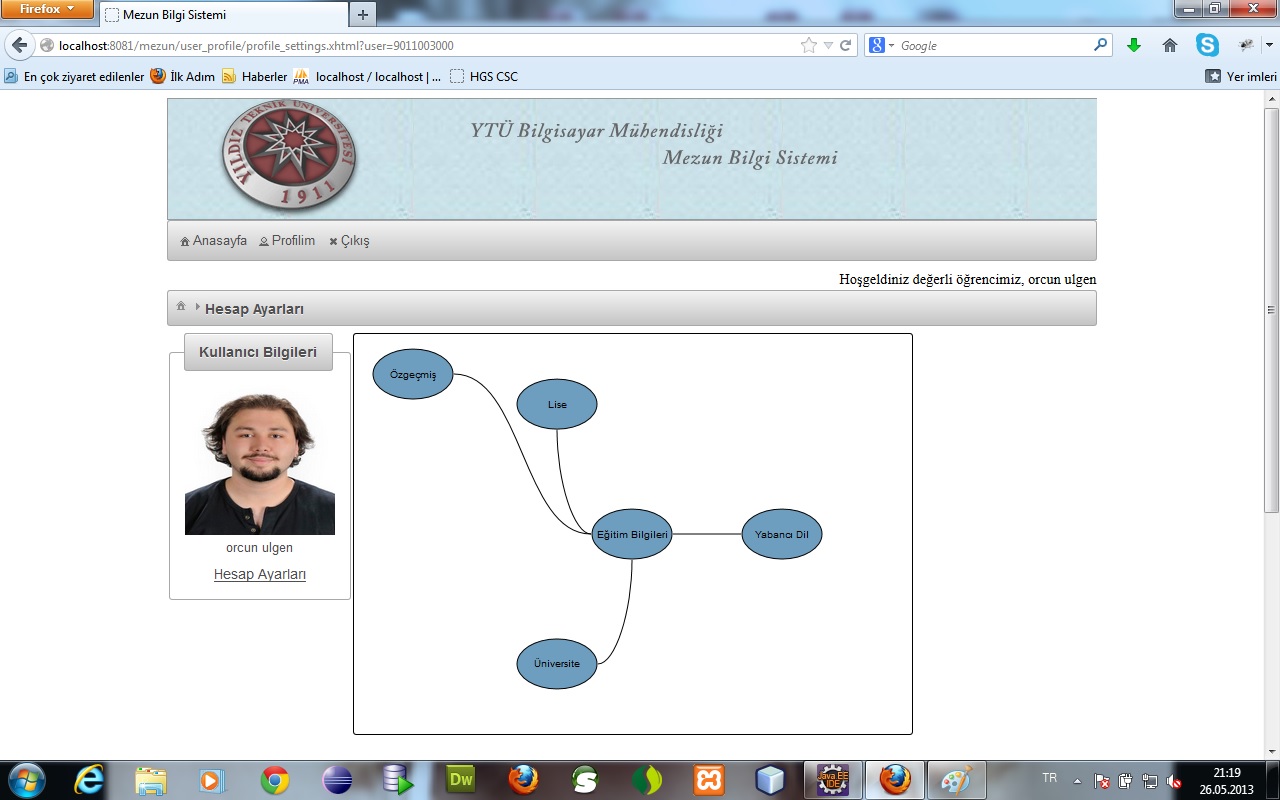 Firefox
Mezun Bilgi Sistemi
localhost:8081/mezun/user_profile/profile_settings.xhtml?user=9011003000
Google
En çok ziyaret edilenler
İlk Adım
Haberler
PMA
localhost / localhost | ...
HGS CSC
Yer imleri
YILDIZ TEKNİK ÜNİVERSİTESİ
1911
YTÜ Bilgisayar Mühendisliği
Mezun Bilgi Sistemi
Anasayfa
Profilim
Çıkış
Hoşgeldiniz değerli öğrencimiz, orcun ulgen
Hesap Ayarları
Kullanıcı Bilgileri
orcun ulgen
Hesap Ayarları
Özgeçmiş
Lise
Eğitim Bilgileri
Yabancı Dil
Üniversite
Dw
Java EE
IDE
TR
21:19
26.05.2013